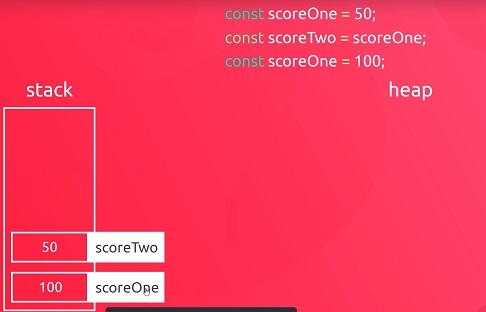 const scoreOne = 50;
const scoreTwo = scoreOne;
const scoreOne = 100;
stack
heap
50 scoreTwo
100 scoreOne